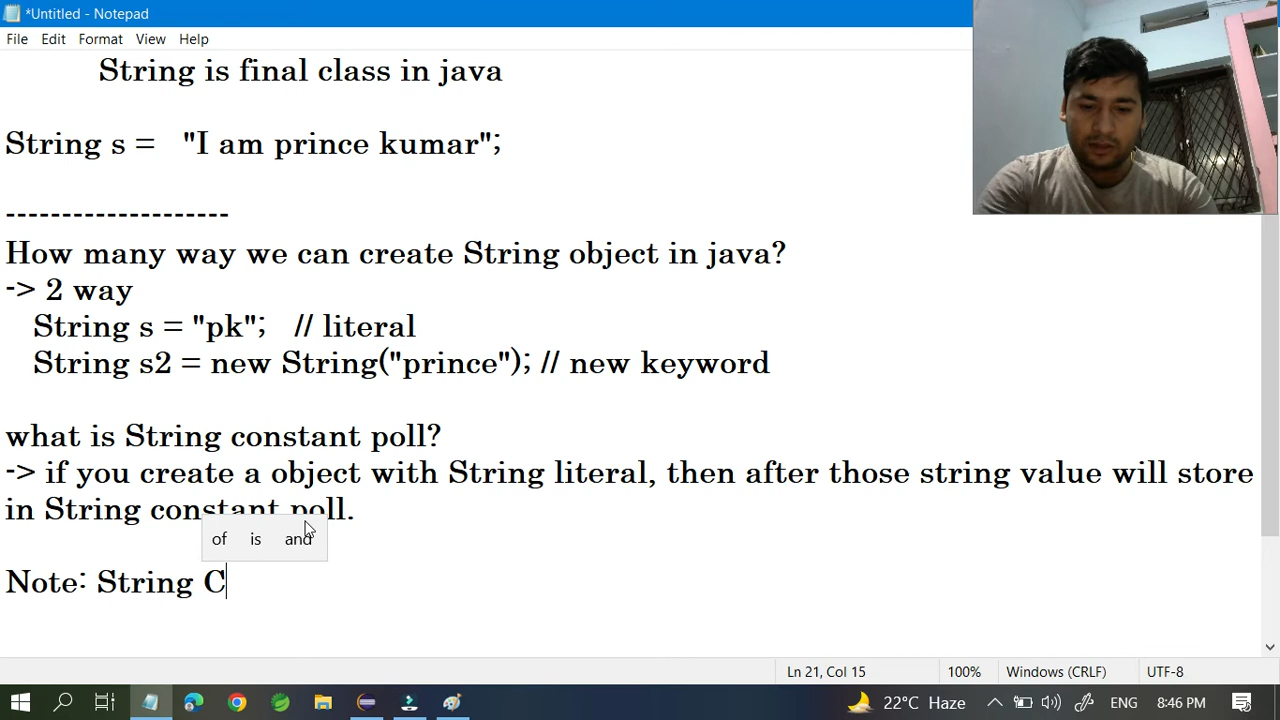 *Untitled - Notepad
File Edit Format View Help
String is final class in java
String s = "I am prince kumar";
--------------------
How many way we can create String object in java?
-> 2 way
String s = "pk"; // literal
String s2 = new String("prince"); // new keyword
what is String constant poll?
-> if you create a object with String literal, then after those string value will store
in String constant poll.
of is and
Note: String C
Ln 21, Col 15 100% Windows (CRLF) UTF-8
22°C Haze ENG 8:46 PM